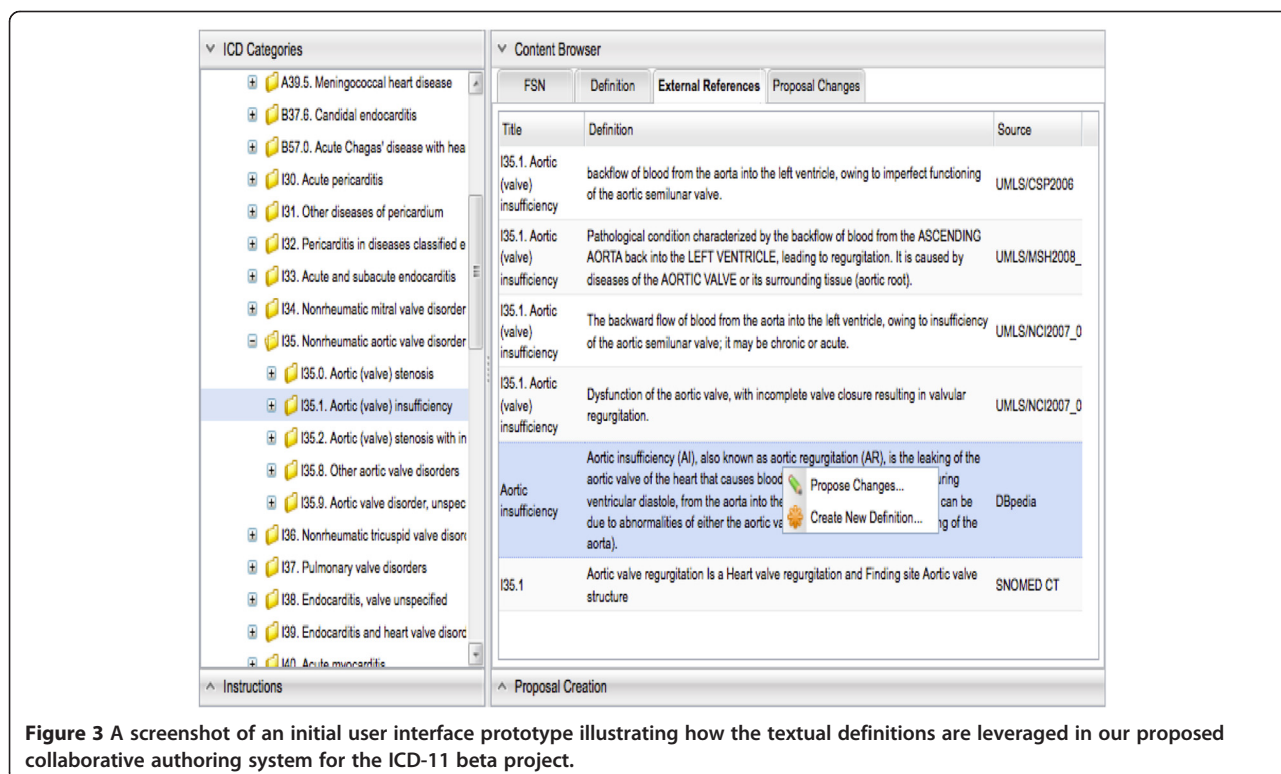 ICD Categories
A39.5. Meningococcal heart disease
B37.6. Candidal endocarditis
B57.0. Acute Chagas' disease with hea
I30. Acute pericarditis
I31. Other diseases of pericardium
I32. Pericarditis in diseases classified e
I33. Acute and subacute endocarditis
I34. Nonrheumatic mitral valve disorder
I35. Nonrheumatic aortic valve disorder
I35.0. Aortic (valve) stenosis
I35.1. Aortic (valve) insufficiency
I35.2. Aortic (valve) stenosis with in
I35.8. Other aortic valve disorders
I35.9. Aortic valve disorder, unspec
I36. Nonrheumatic tricuspid valve disor
I37. Pulmonary valve disorders
I38. Endocarditis, valve unspecified
I39. Endocarditis and heart valve disord
I40. Acute myocarditis
Instructions
Content Browser
FSN Definition External References Proposal Changes
Title Definition Source
I35.1. Aortic
(valve)
insufficiency
backflow of blood from the aorta into the left ventricle, owing to imperfect functioning
of the aortic semilunar valve.
UMLS/CSP2006
I35.1. Aortic
(valve)
insufficiency
Pathological condition characterized by the backflow of blood from the ASCENDING
AORTA back into the LEFT VENTRICLE, leading to regurgitation. It is caused by
diseases of the AORTIC VALVE or its surrounding tissue (aortic root).
UMLS/MSH2008_
I35.1. Aortic
(valve)
insufficiency
The backward flow of blood from the aorta into the left ventricle, owing to insufficiency
of the aortic semilunar valve; it may be chronic or acute.
UMLS/NCI2007_0
I35.1. Aortic
(valve)
insufficiency
Dysfunction of the aortic valve, with incomplete valve closure resulting in valvular
regurgitation.
UMLS/NCI2007_0
Aortic
insufficiency
Aortic insufficiency (AI), also known as aortic regurgitation (AR), is the leaking of the
aortic valve of the heart that causes blood uring
ventricular diastole, from the aorta into the can be
due to abnormalities of either the aortic va ng of the
aorta).
DBpedia
Propose Changes...
Create New Definition...
I35.1
Aortic valve regurgitation Is a Heart valve regurgitation and Finding site Aortic valve
structure
SNOMED CT
Proposal Creation
Figure 3 A screenshot of an initial user interface prototype illustrating how the textual definitions are leveraged in our proposed
collaborative authoring system for the ICD-11 beta project.